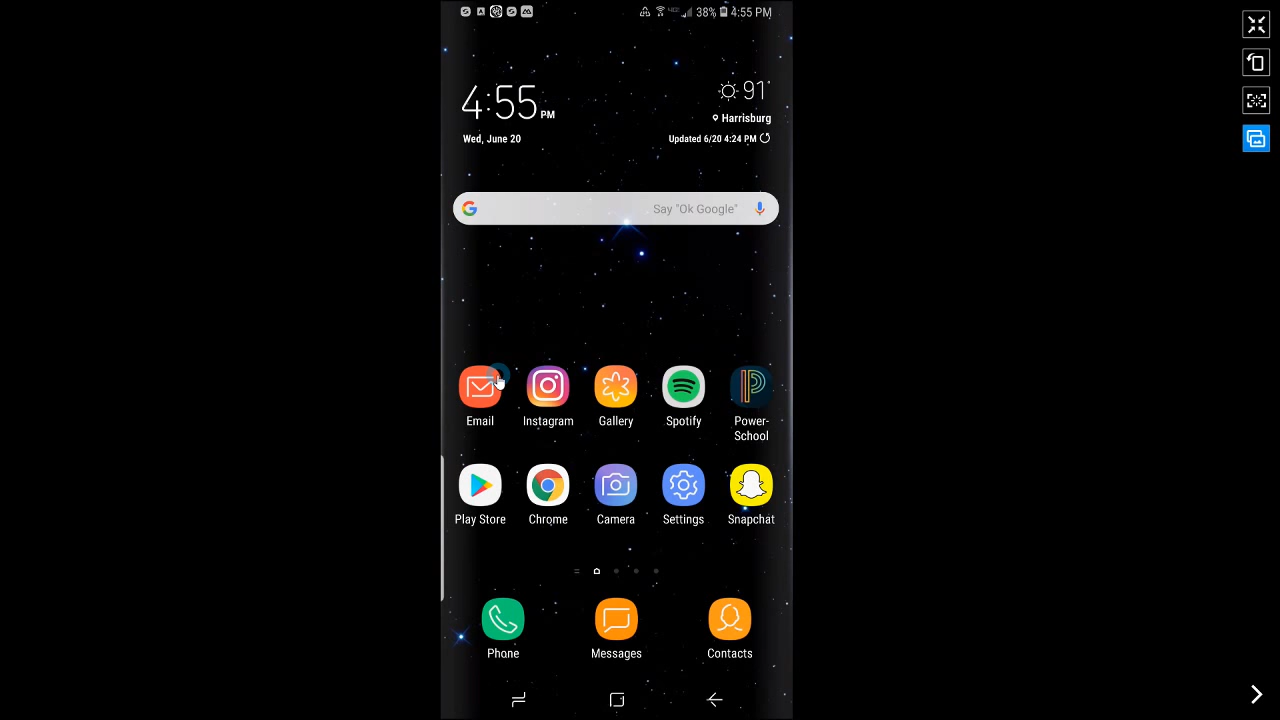 38% 4:55 PM
4:55 PM
91°
Harrisburg
Wed, June 20
Updated 6/20 4:24 PM
Say "Ok Google"
Email
Instagram
Gallery
Spotify
Power-
School
Play Store
Chrome
Camera
Settings
Snapchat
Phone
Messages
Contacts